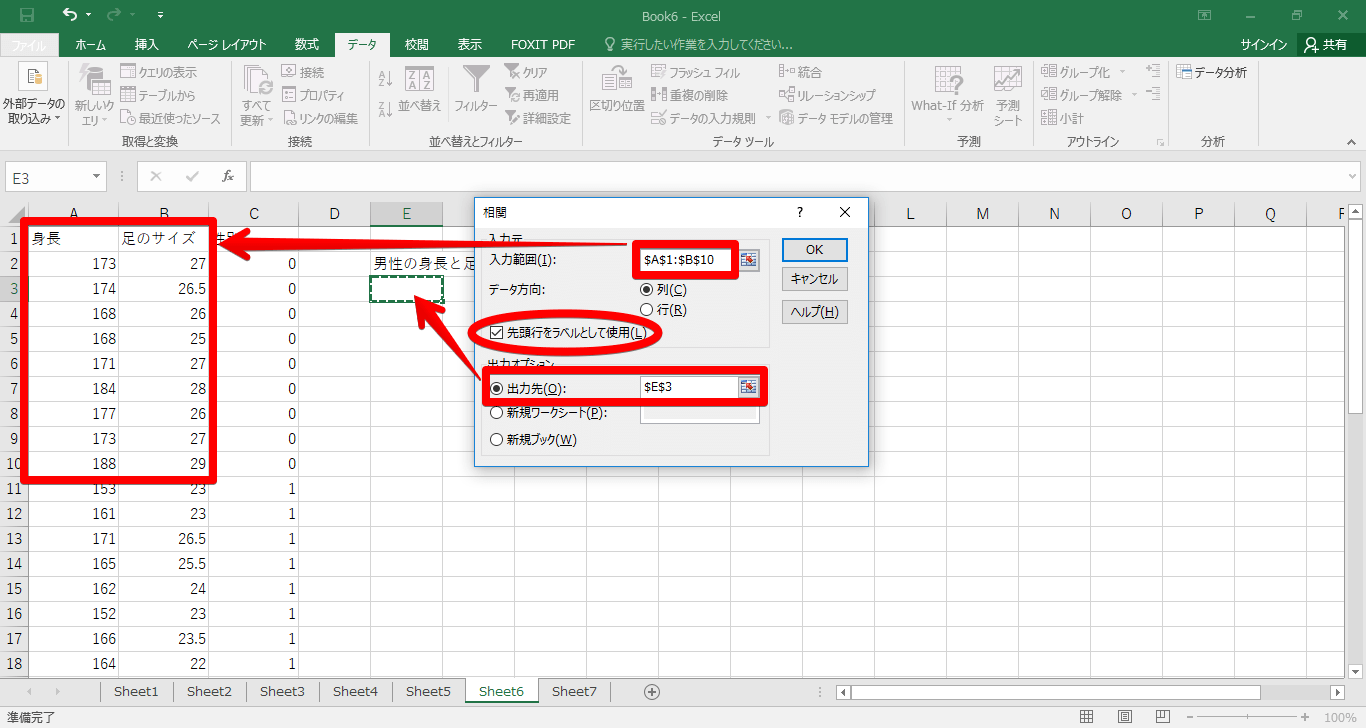 Book6 - Excel
ファイル ホーム 挿入 ページ レイアウト 数式 データ 校閲 表示 FOXIT PDF 実行したい作業を入力してください... サインイン 共有
外部データの取り込み
新しいクエリ
クエリの表示
テーブルから
最近使ったソース
取得と変換
すべて更新
接続
プロパティ
リンクの編集
接続
並べ替え
フィルター
クリア
再適用
詳細設定
並べ替えとフィルター
区切り位置
フラッシュ フィル
重複の削除
データの入力規則
統合
リレーションシップ
データ モデルの管理
データ ツール
What-If 分析
予測シート
予測
グループ化
グループ解除
小計
アウトライン
データ分析
分析
E3 fx
A B C D E L M N O P Q
1 身長 足のサイズ
2 173 27 0 男性の身長と足
3 174 26.5 0
4 168 26 0
5 168 25 0
6 171 27 0
7 184 28 0
8 177 26 0
9 173 27 0
10 188 29 0
11 153 23 1
12 161 23 1
13 171 26.5 1
14 165 25.5 1
15 162 24 1
16 152 23 1
17 166 23.5 1
18 164 22 1
相関 ?
入力元
入力範囲(I): $A$1:$B$10
データ方向: 列(C)
行(R)
先頭行をラベルとして使用(L)
出力オプション
出力先(O): $E$3
新規ワークシート(P):
新規ブック(W)
OK
キャンセル
ヘルプ(H)
Sheet1 Sheet2 Sheet3 Sheet4 Sheet5 Sheet6 Sheet7
準備完了 100%